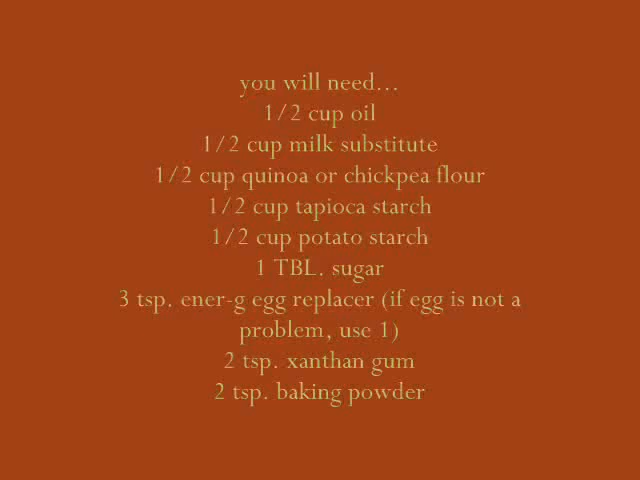 you will need...
1/2 cup oil
1/2 cup milk substitute
1/2 cup quinoa or chickpea flour
1/2 cup tapioca starch
1/2 cup potato starch
1 TBL. sugar
3 tsp. ener-g egg replacer (if egg is not a
problem, use 1)
2 tsp. xanthan gum
2 tsp. baking powder